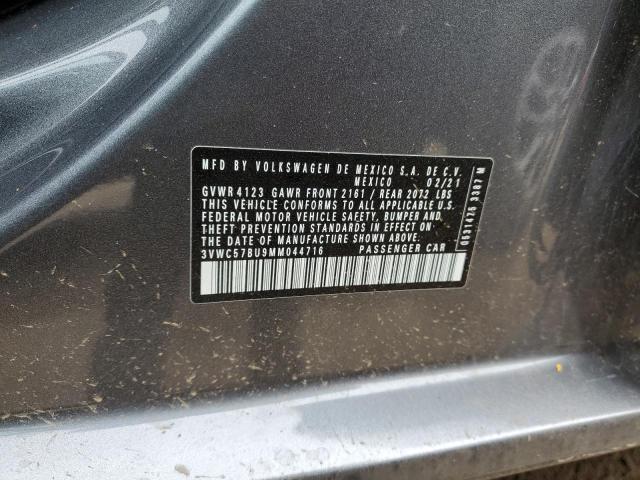 MFD BY VOLKSWAGEN DE MEXICO S.A. DE C.V.
MEXICO 02/21
GVWR 4123 GAWR FRONT 2161 / REAR 2072 LBS
THIS VEHICLE CONFORMS TO ALL APPLICABLE U.S.
FEDERAL MOTOR VEHICLE SAFETY, BUMPER AND
THEFT PREVENTION STANDARDS IN EFFECT ON
THE DATE OF MANUFACTURE SHOWN ABOVE.
3VWC57BU9MM044716 PASSENGER CAR
0531476 3387 M